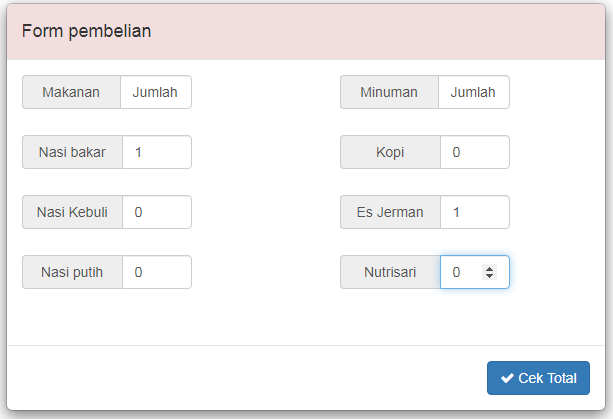 Form pembelian
Makanan Jumlah Minuman Jumlah
Nasi bakar 1 Kopi 0
Nasi Kebuli 0 Es Jerman 1
Nasi putih 0 Nutrisari 0
Cek Total